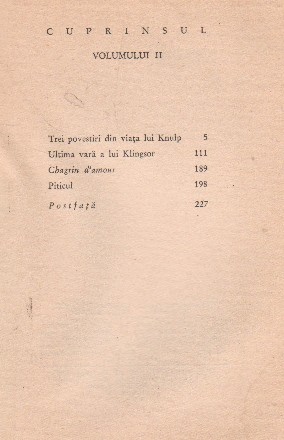 CUPRINSUL
VOLUMULUI II
Trei povestiri din viața lui Knulp 5
Ultima vară a lui Klingsor 111
Chagrin d'amour 189
Piticul 198
Postfață 227